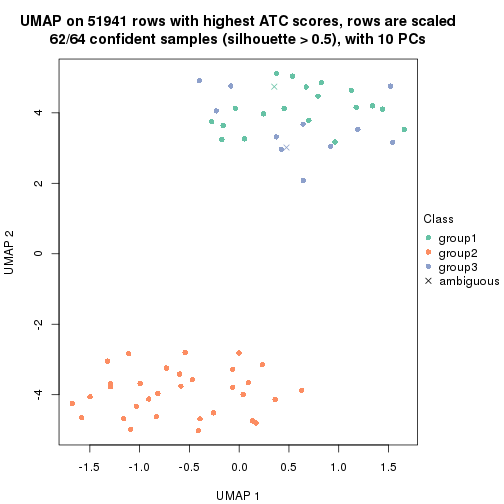 UMAP on 51941 rows with highest ATC scores, rows are scaled
62/64 confident samples (silhouette > 0.5), with 10 PCs
4
2
0
-2
-4
UMAP 2
-1.5
-1.0
-0.5
0.0
0.5
1.0
1.5
UMAP 1
Class
group1
group2
group3
ambiguous